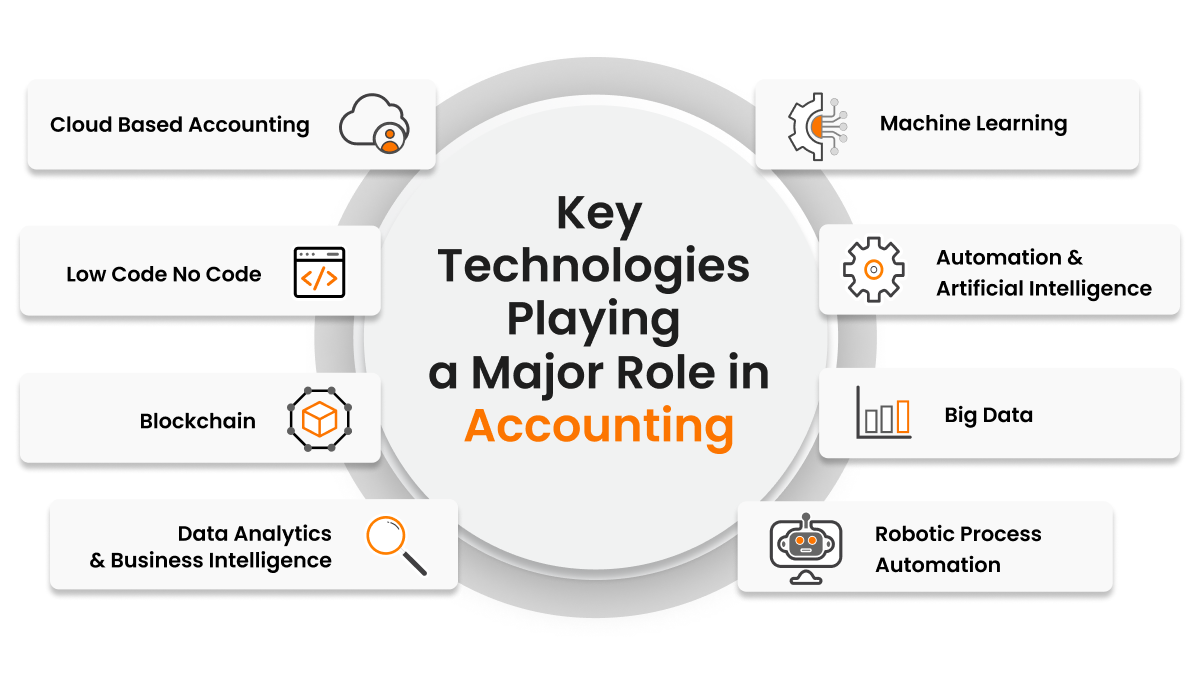 Key
Technologies
Playing
a Major Role in
Accounting
Cloud Based Accounting
Low Code No Code
</>
Blockchain
Data Analytics
& Business Intelligence
Machine Learning
Automation &
Artificial Intelligence
Big Data
Robotic Process
Automation